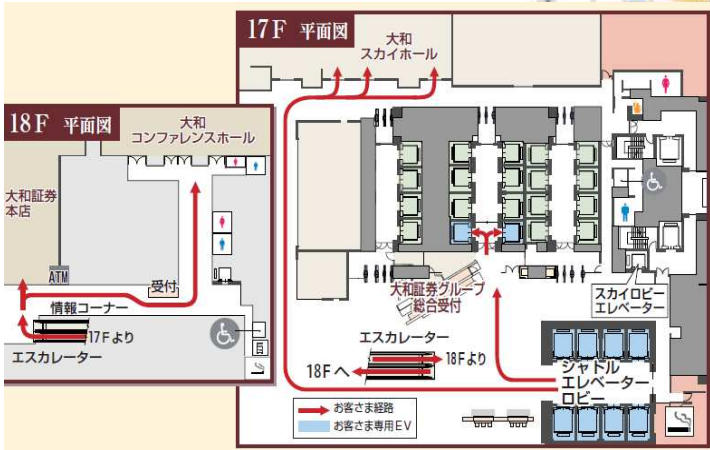 17F 平面図
大和
スカイホール
18F 平面図
大和
コンファレンスホール
大和証券
本店
ATM
受付
情報コーナー
17Fより
エスカレーター
大和証券グループ
総合受付
スカイロビー
エレベーター
エスカレーター
18Fより
18Fへ
シャトル
エレベーター
ロビー
お客さま経路
お客さま専用EV